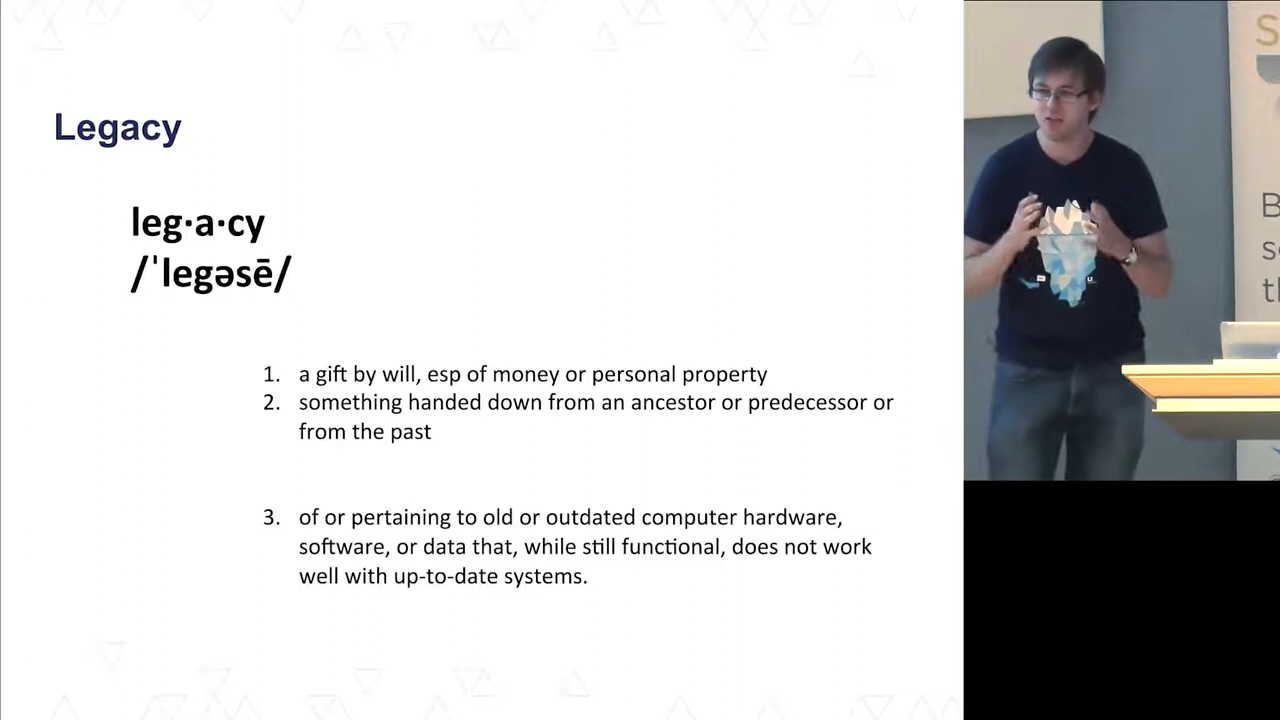 Legacy
leg·a·cy
/ˈlegəsē/
1. a gift by will, esp of money or personal property
2. something handed down from an ancestor or predecessor or
from the past
3. of or pertaining to old or outdated computer hardware,
software, or data that, while still functional, does not work
well with up-to-date systems.